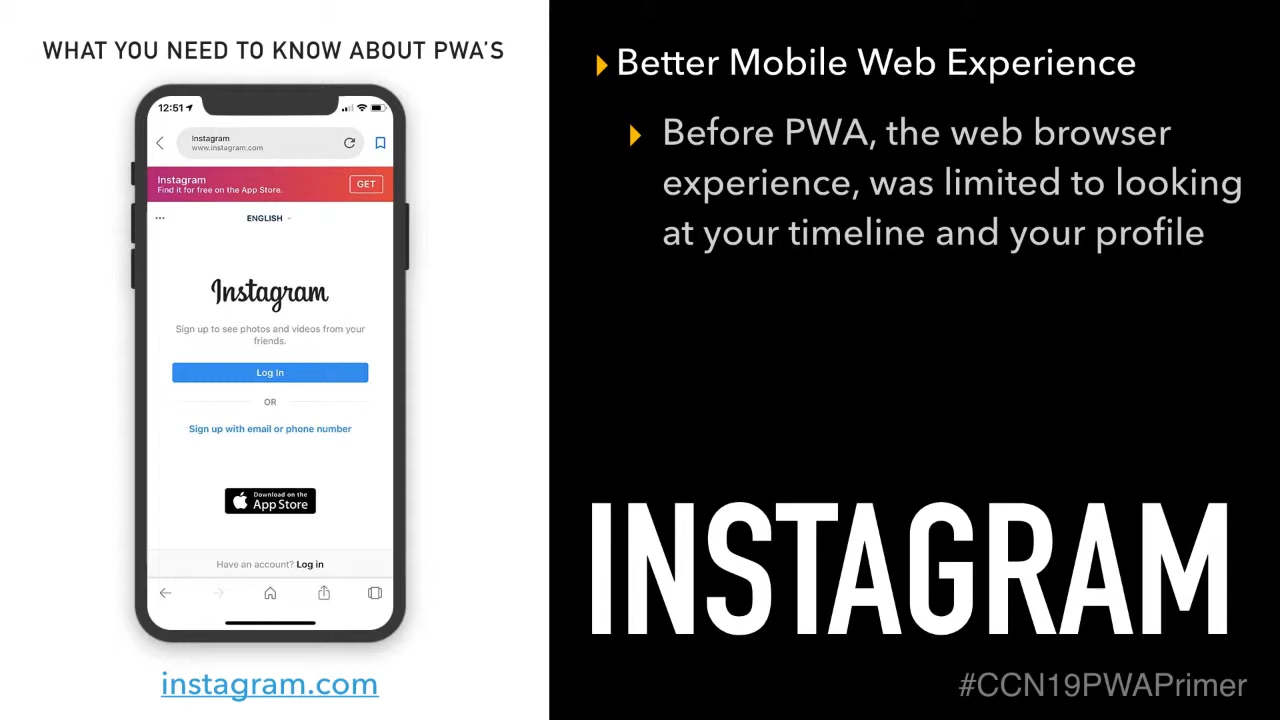 WHAT YOU NEED TO KNOW ABOUT PWA'S
12:51
Instagram
www.instagram.com
Instagram
Find it for free on the App Store.
GET
ENGLISH
Instagram
Sign up to see photos and videos from your
friends.
Log In
OR
Sign up with email or phone number
Download on the
App Store
Have an account? Log in
instagram.com
Better Mobile Web Experience
Before PWA, the web browser
experience, was limited to looking
at your timeline and your profile
INSTAGRAM
#CCN19PWAPrimer